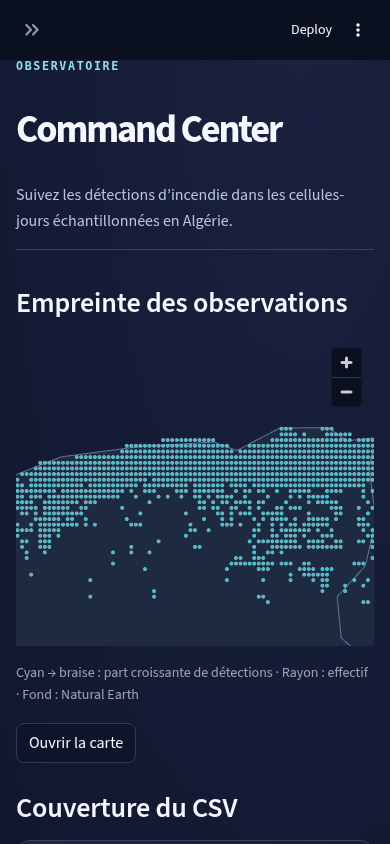 Deploy
OBSERVATOIRE
Command Center
Suivez les détections d’incendie dans les cellules-
jours échantillonnées en Algérie.
Empreinte des observations
+
−
Cyan → braise : part croissante de détections · Rayon : effectif
· Fond : Natural Earth
Ouvrir la carte
Couverture du CSV